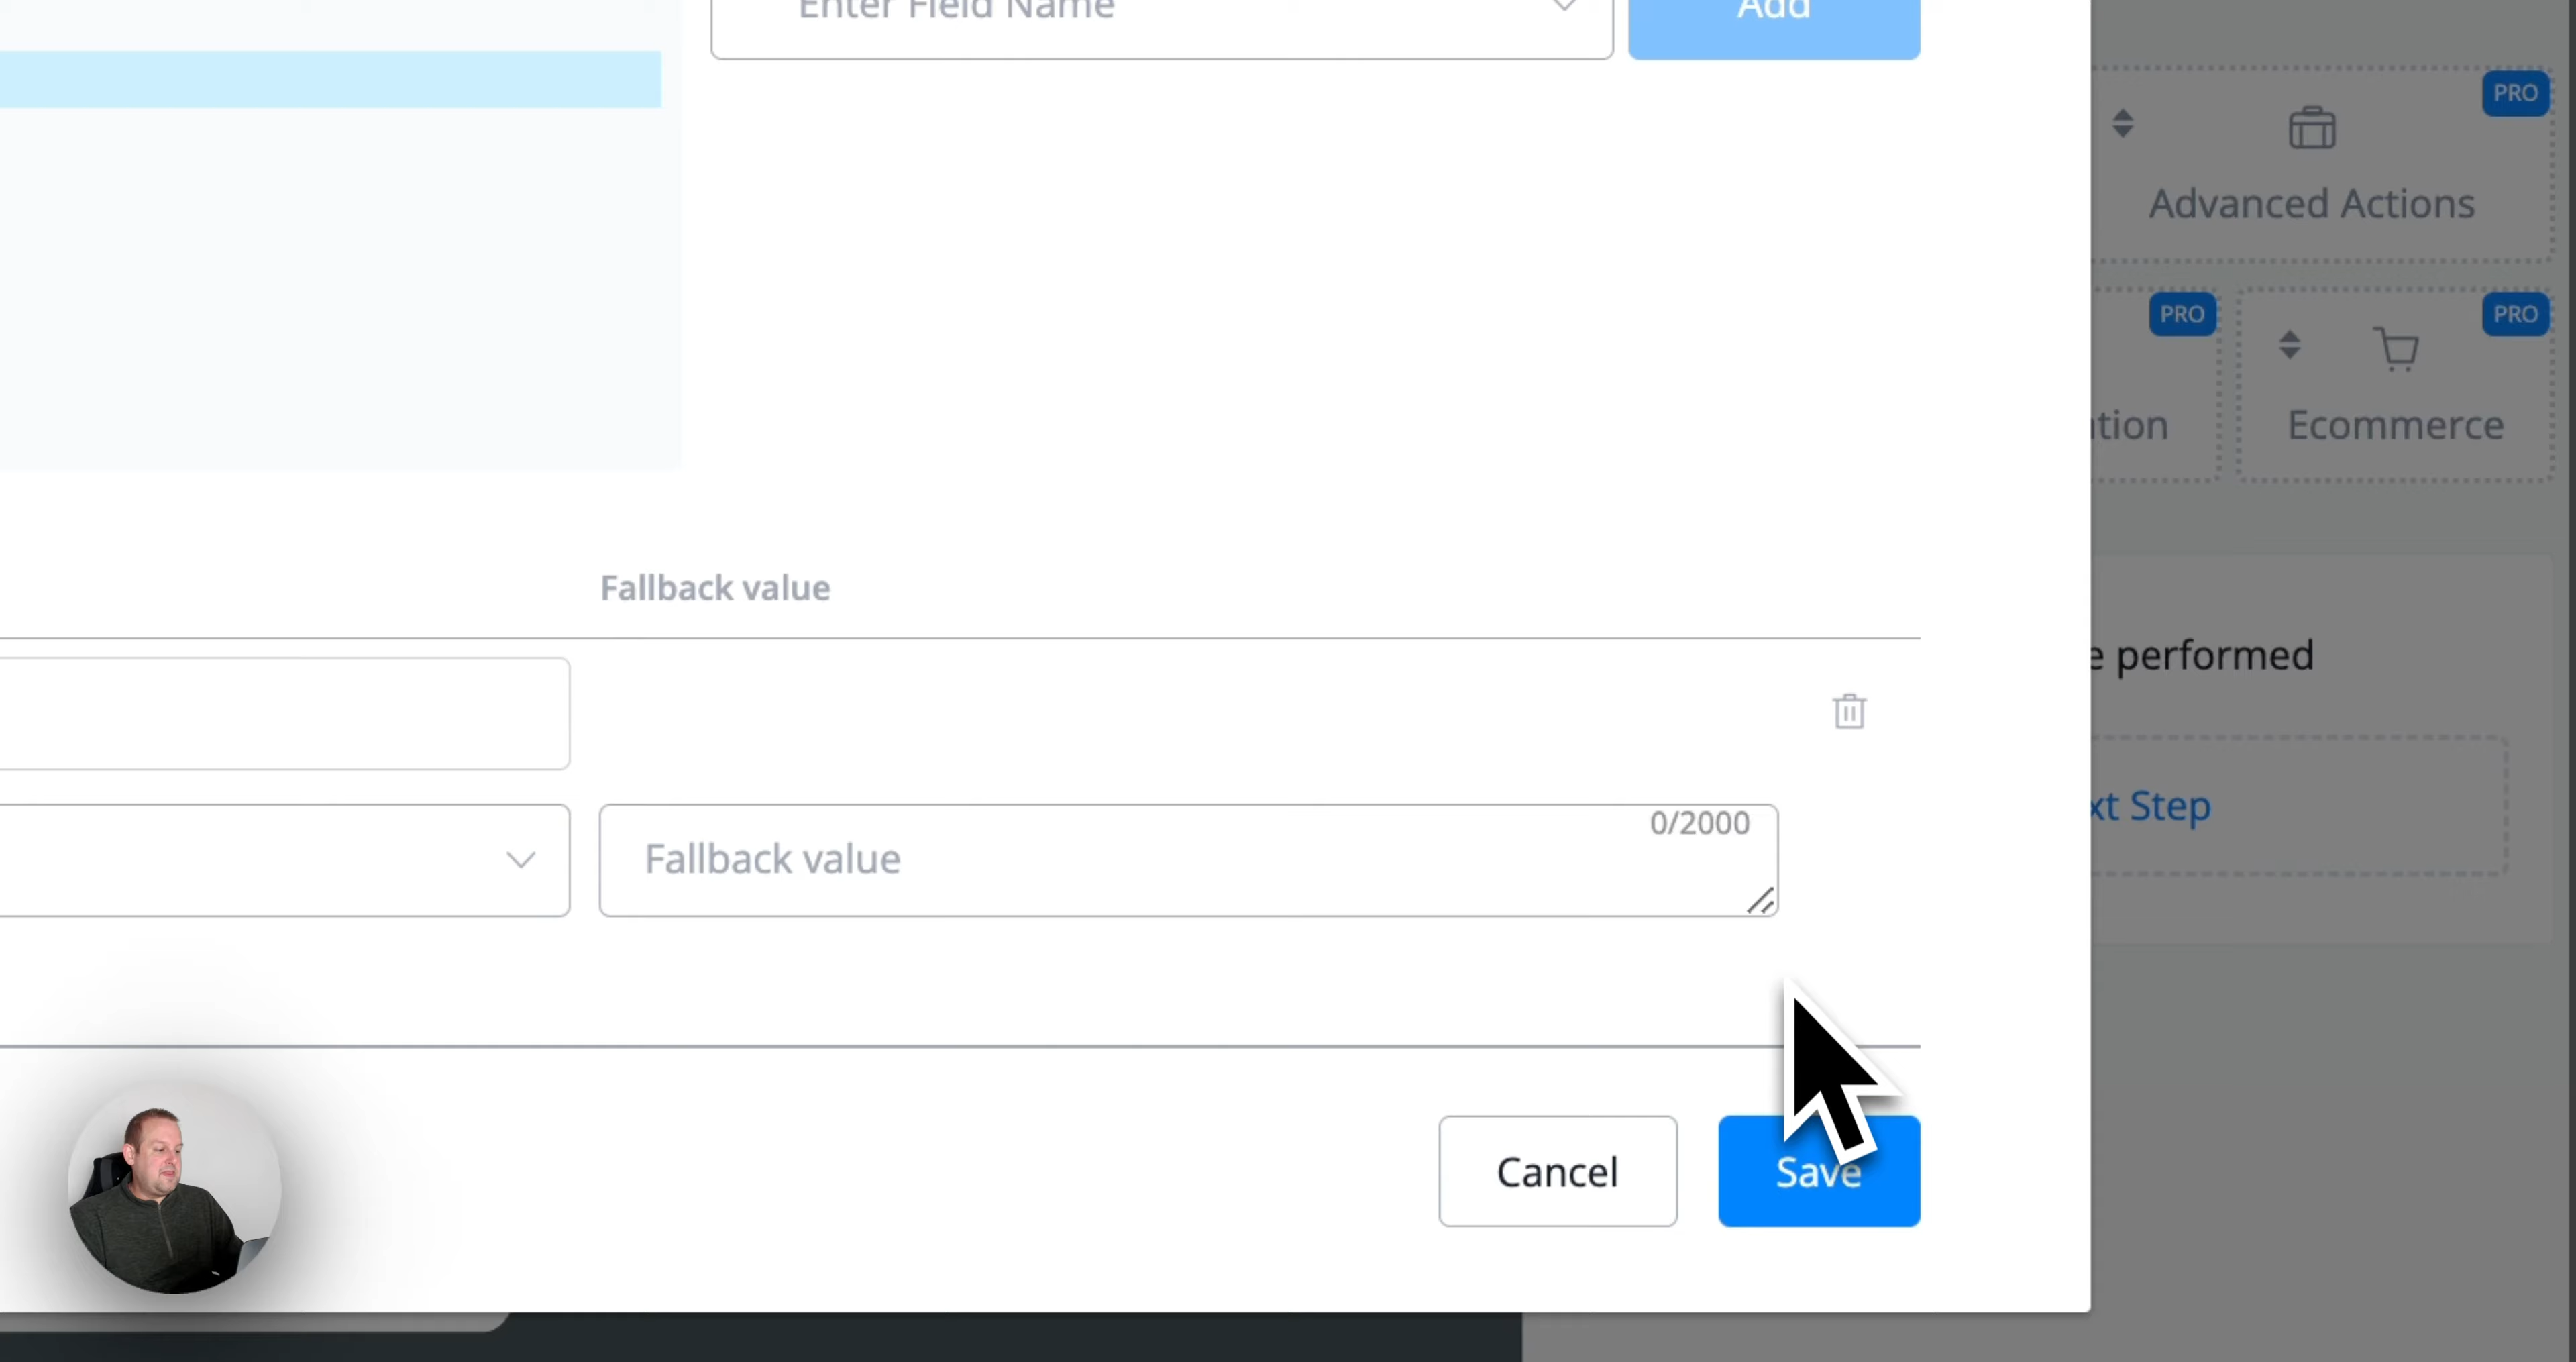 Enter Field Name
Add
PRO
Advanced Actions
PRO
PRO
tion
Ecommerce
Fallback value
e performed
0/2000
Fallback value
xt Step
Cancel
Save